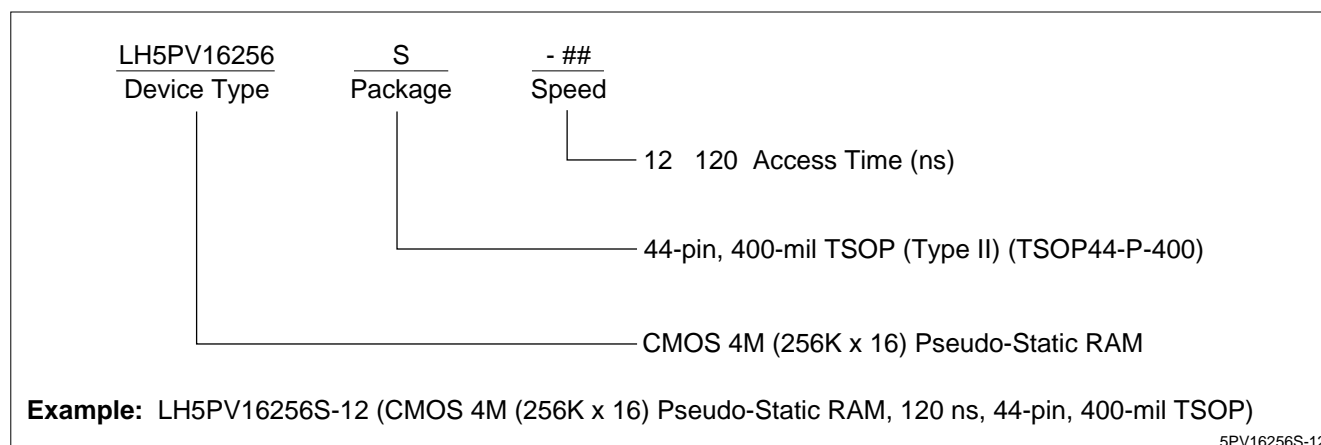 LH5PV16256 S - ##
Device Type Package Speed
12 120 Access Time (ns)
44-pin, 400-mil TSOP (Type II) (TSOP44-P-400)
CMOS 4M (256K x 16) Pseudo-Static RAM
Example: LH5PV16256S-12 (CMOS 4M (256K x 16) Pseudo-Static RAM, 120 ns, 44-pin, 400-mil TSOP)
5PV16256S-12